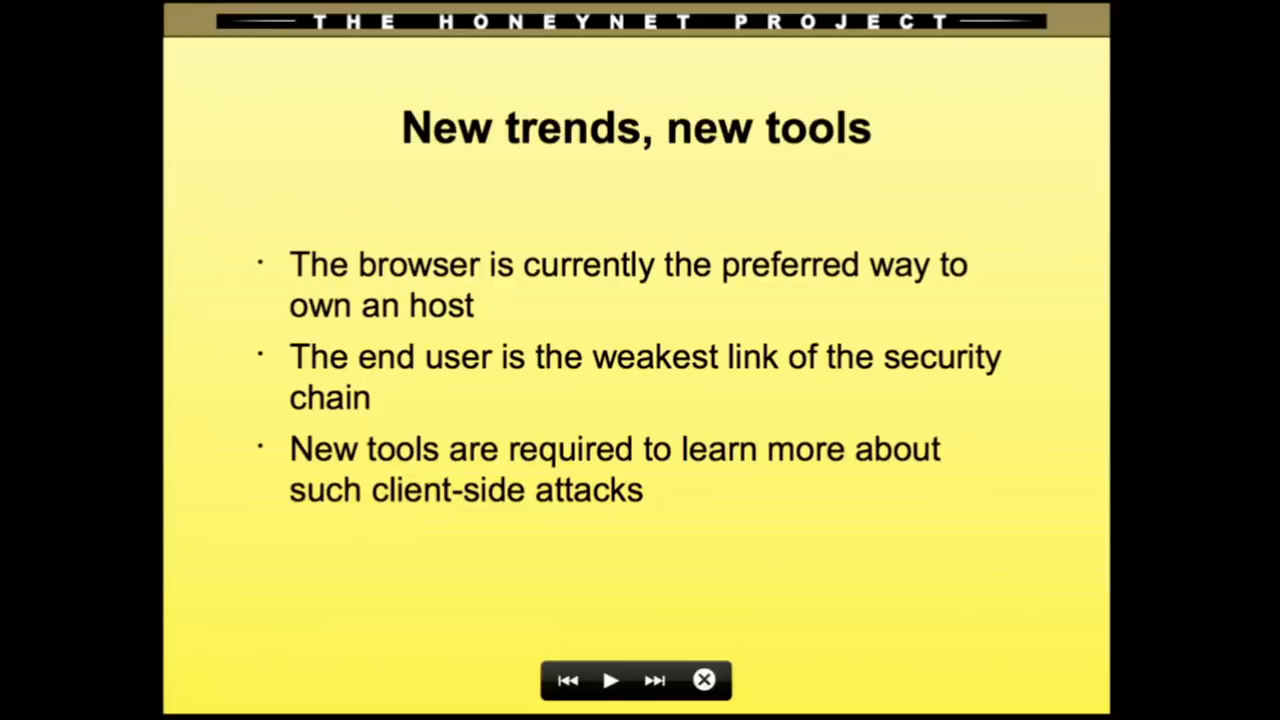 THE HONEYNET PROJECT
New trends, new tools
· The browser is currently the preferred way to
own an host
· The end user is the weakest link of the security
chain
· New tools are required to learn more about
such client-side attacks